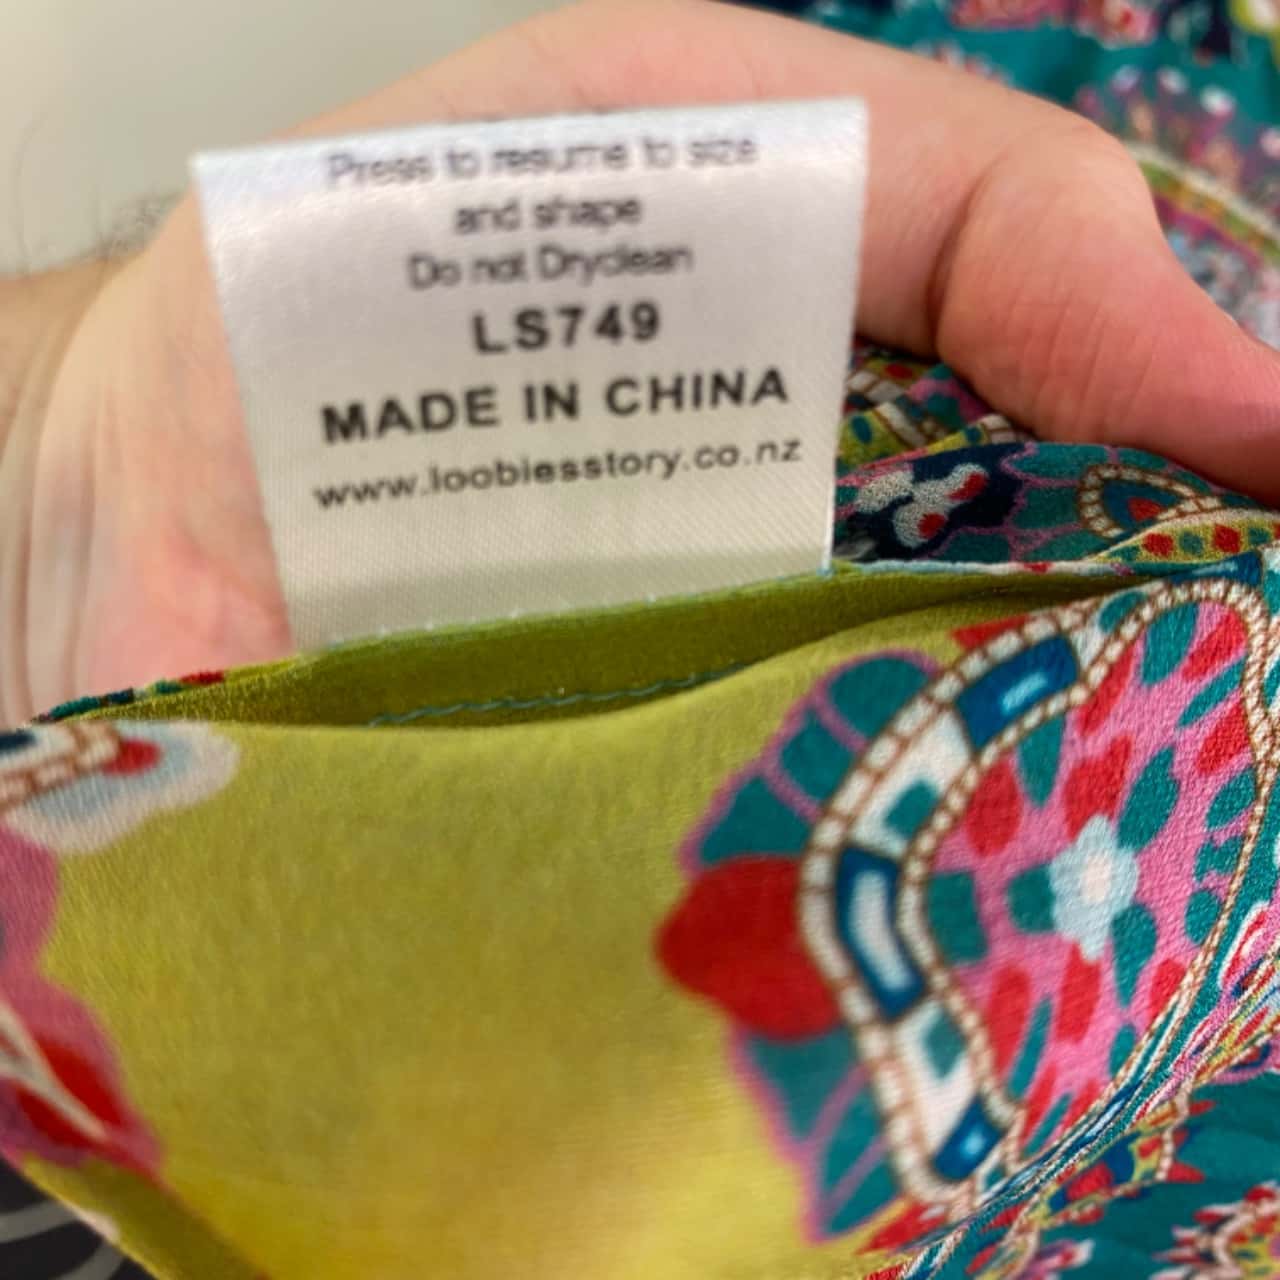 Press to resume to size
and shape
Do not Dryclean
LS749
MADE IN CHINA
www.loobiesstory.co.nz